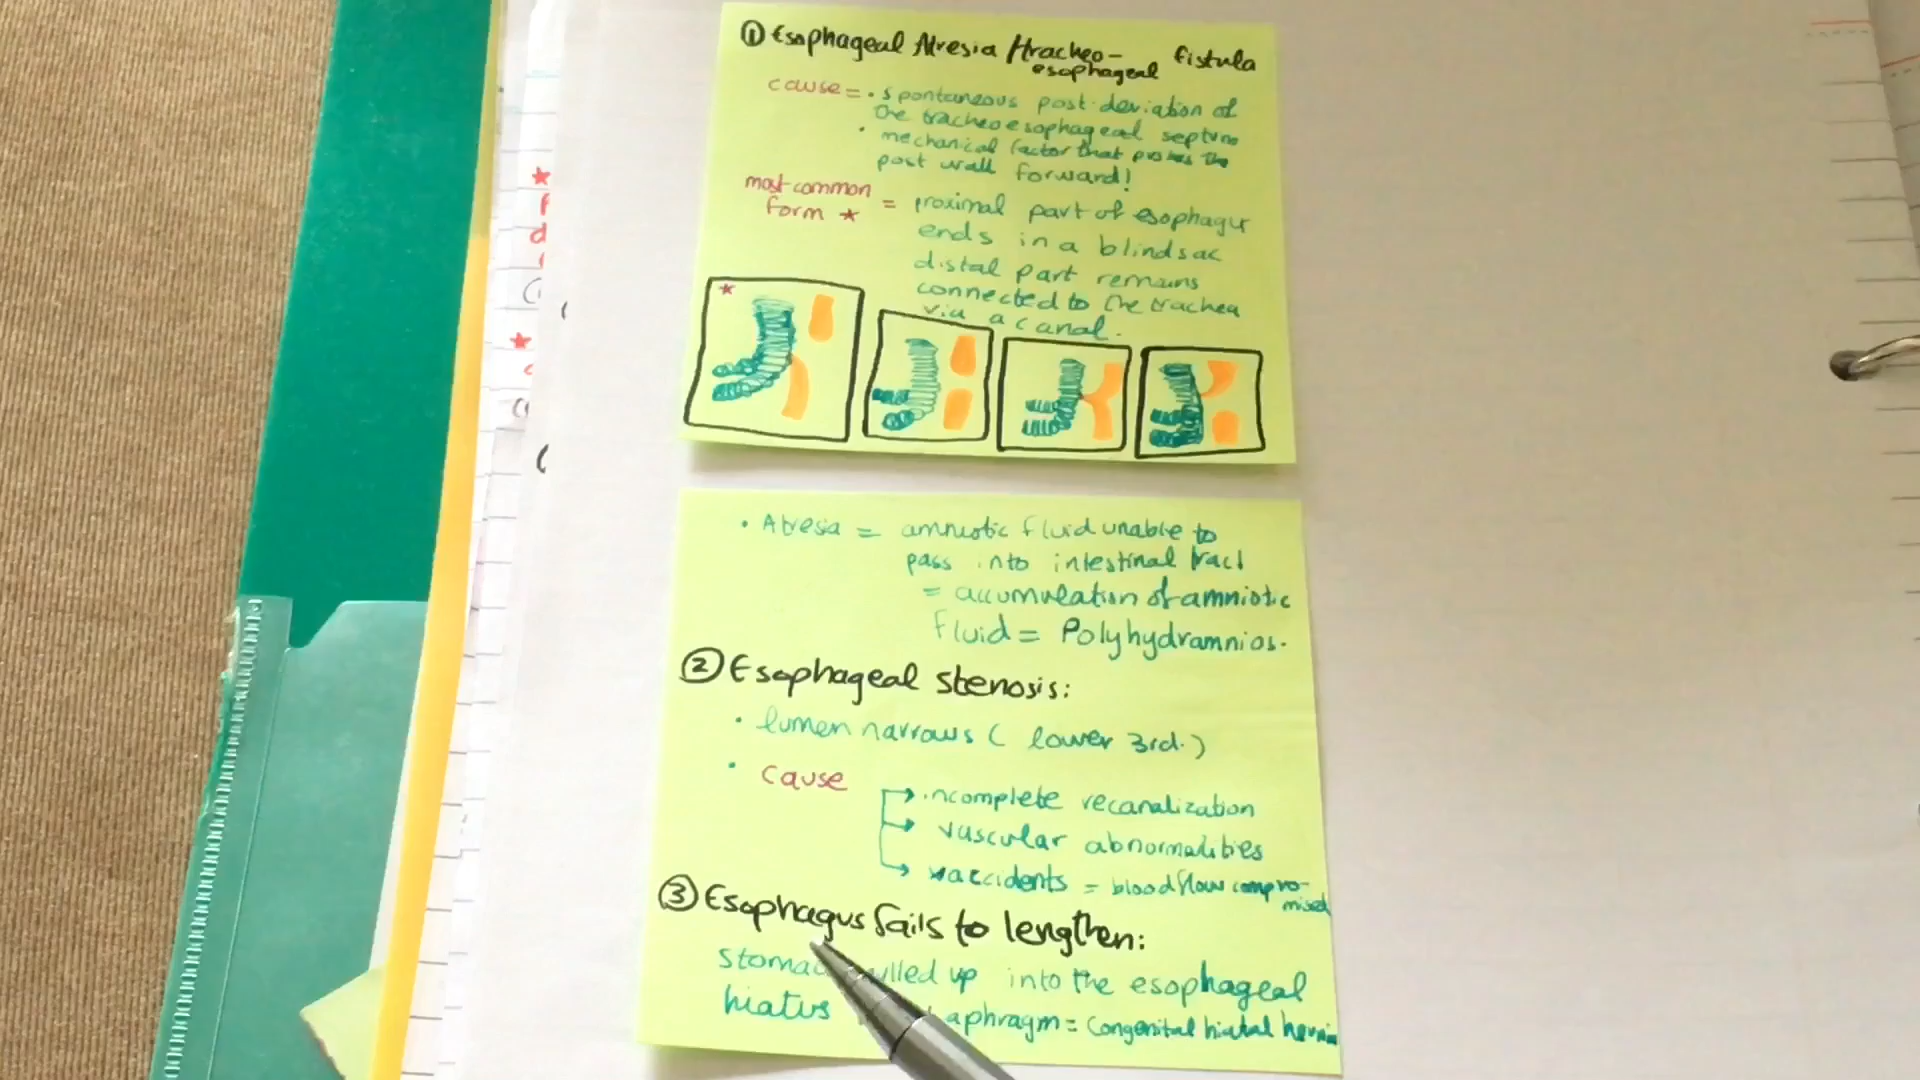 ① Esophageal Atresia / tracheo-esophageal fistula
cause = • spontaneous post. deviation of
the tracheoesophageal septum
• mechanical factor that pushes the
post wall forward!
most common
form * = proximal part of esophagus
ends in a blind sac
distal part remains
connected to the trachea
via a canal.
*
• Atresia = amniotic fluid unable to
pass into intestinal tract
= accumulation of amniotic
fluid = Polyhydramnios.
② Esophageal stenosis:
• lumen narrows ( lower 3rd. )
• cause
→ incomplete recanalization
→ vascular abnormalities
→ accidents = blood flow compro-
mised
③ Esophagus fails to lengthen:
up into the esophageal
hiatus = Congenital hiatal